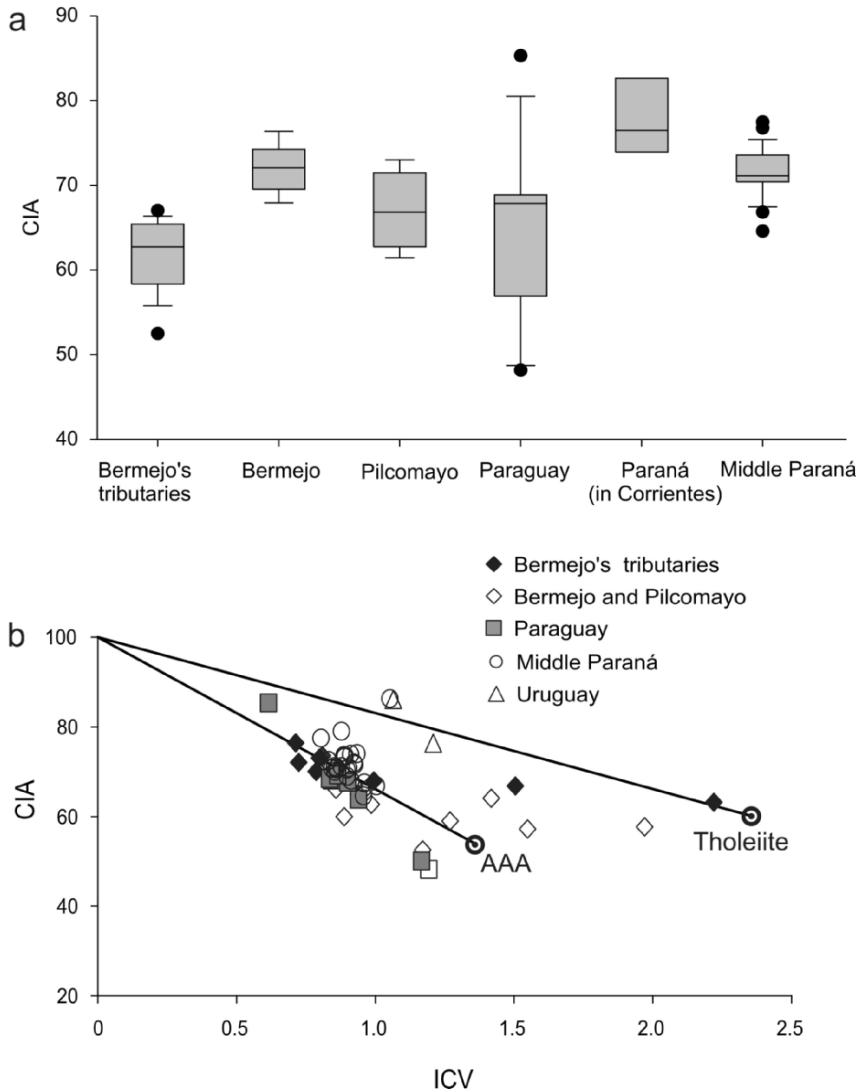 a
90
80
70
60
50
40
CIA
Bermejo's tributaries
Bermejo
Pilcomayo
Paraguay
Paraná (in Corrientes)
Middle Paraná
b
Bermejo's tributaries
Bermejo and Pilcomayo
Paraguay
Middle Paraná
Uruguay
100
80
60
40
20
CIA
AAA
Tholeiite
0
0.5
1.0
1.5
2.0
2.5
ICV